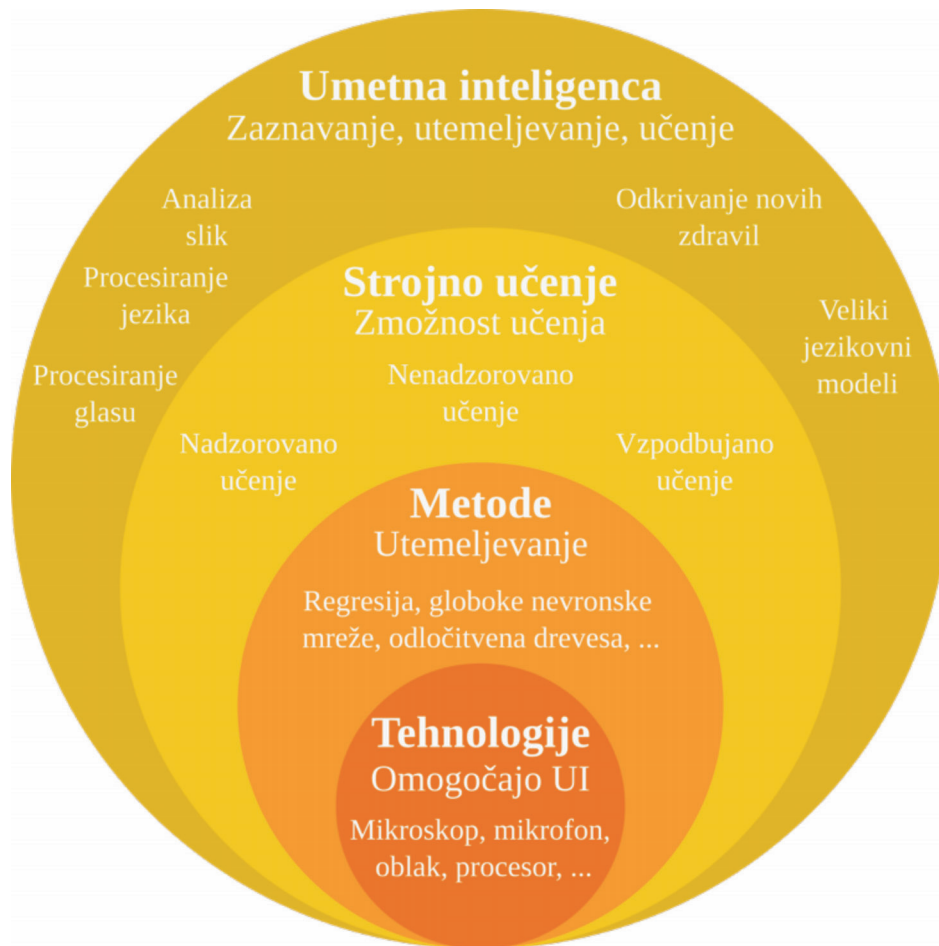 Umetna inteligenca
Zaznavanje, utemeljevanje, učenje
Analiza
slik
Odkrivanje novih
zdravil
Procesiranje
jezika
Strojno učenje
Zmožnost učenja
Veliki
jezikovni
modeli
Procesiranje
glasu
Nenadzorovano
učenje
Nadzorovano
učenje
Vzpodbujano
učenje
Metode
Utemeljevanje
Regresija, globoke nevronske
mreže, odločitvena drevesa, ...
Tehnologije
Omogočajo UI
Mikroskop, mikrofon,
oblak, procesor, ...